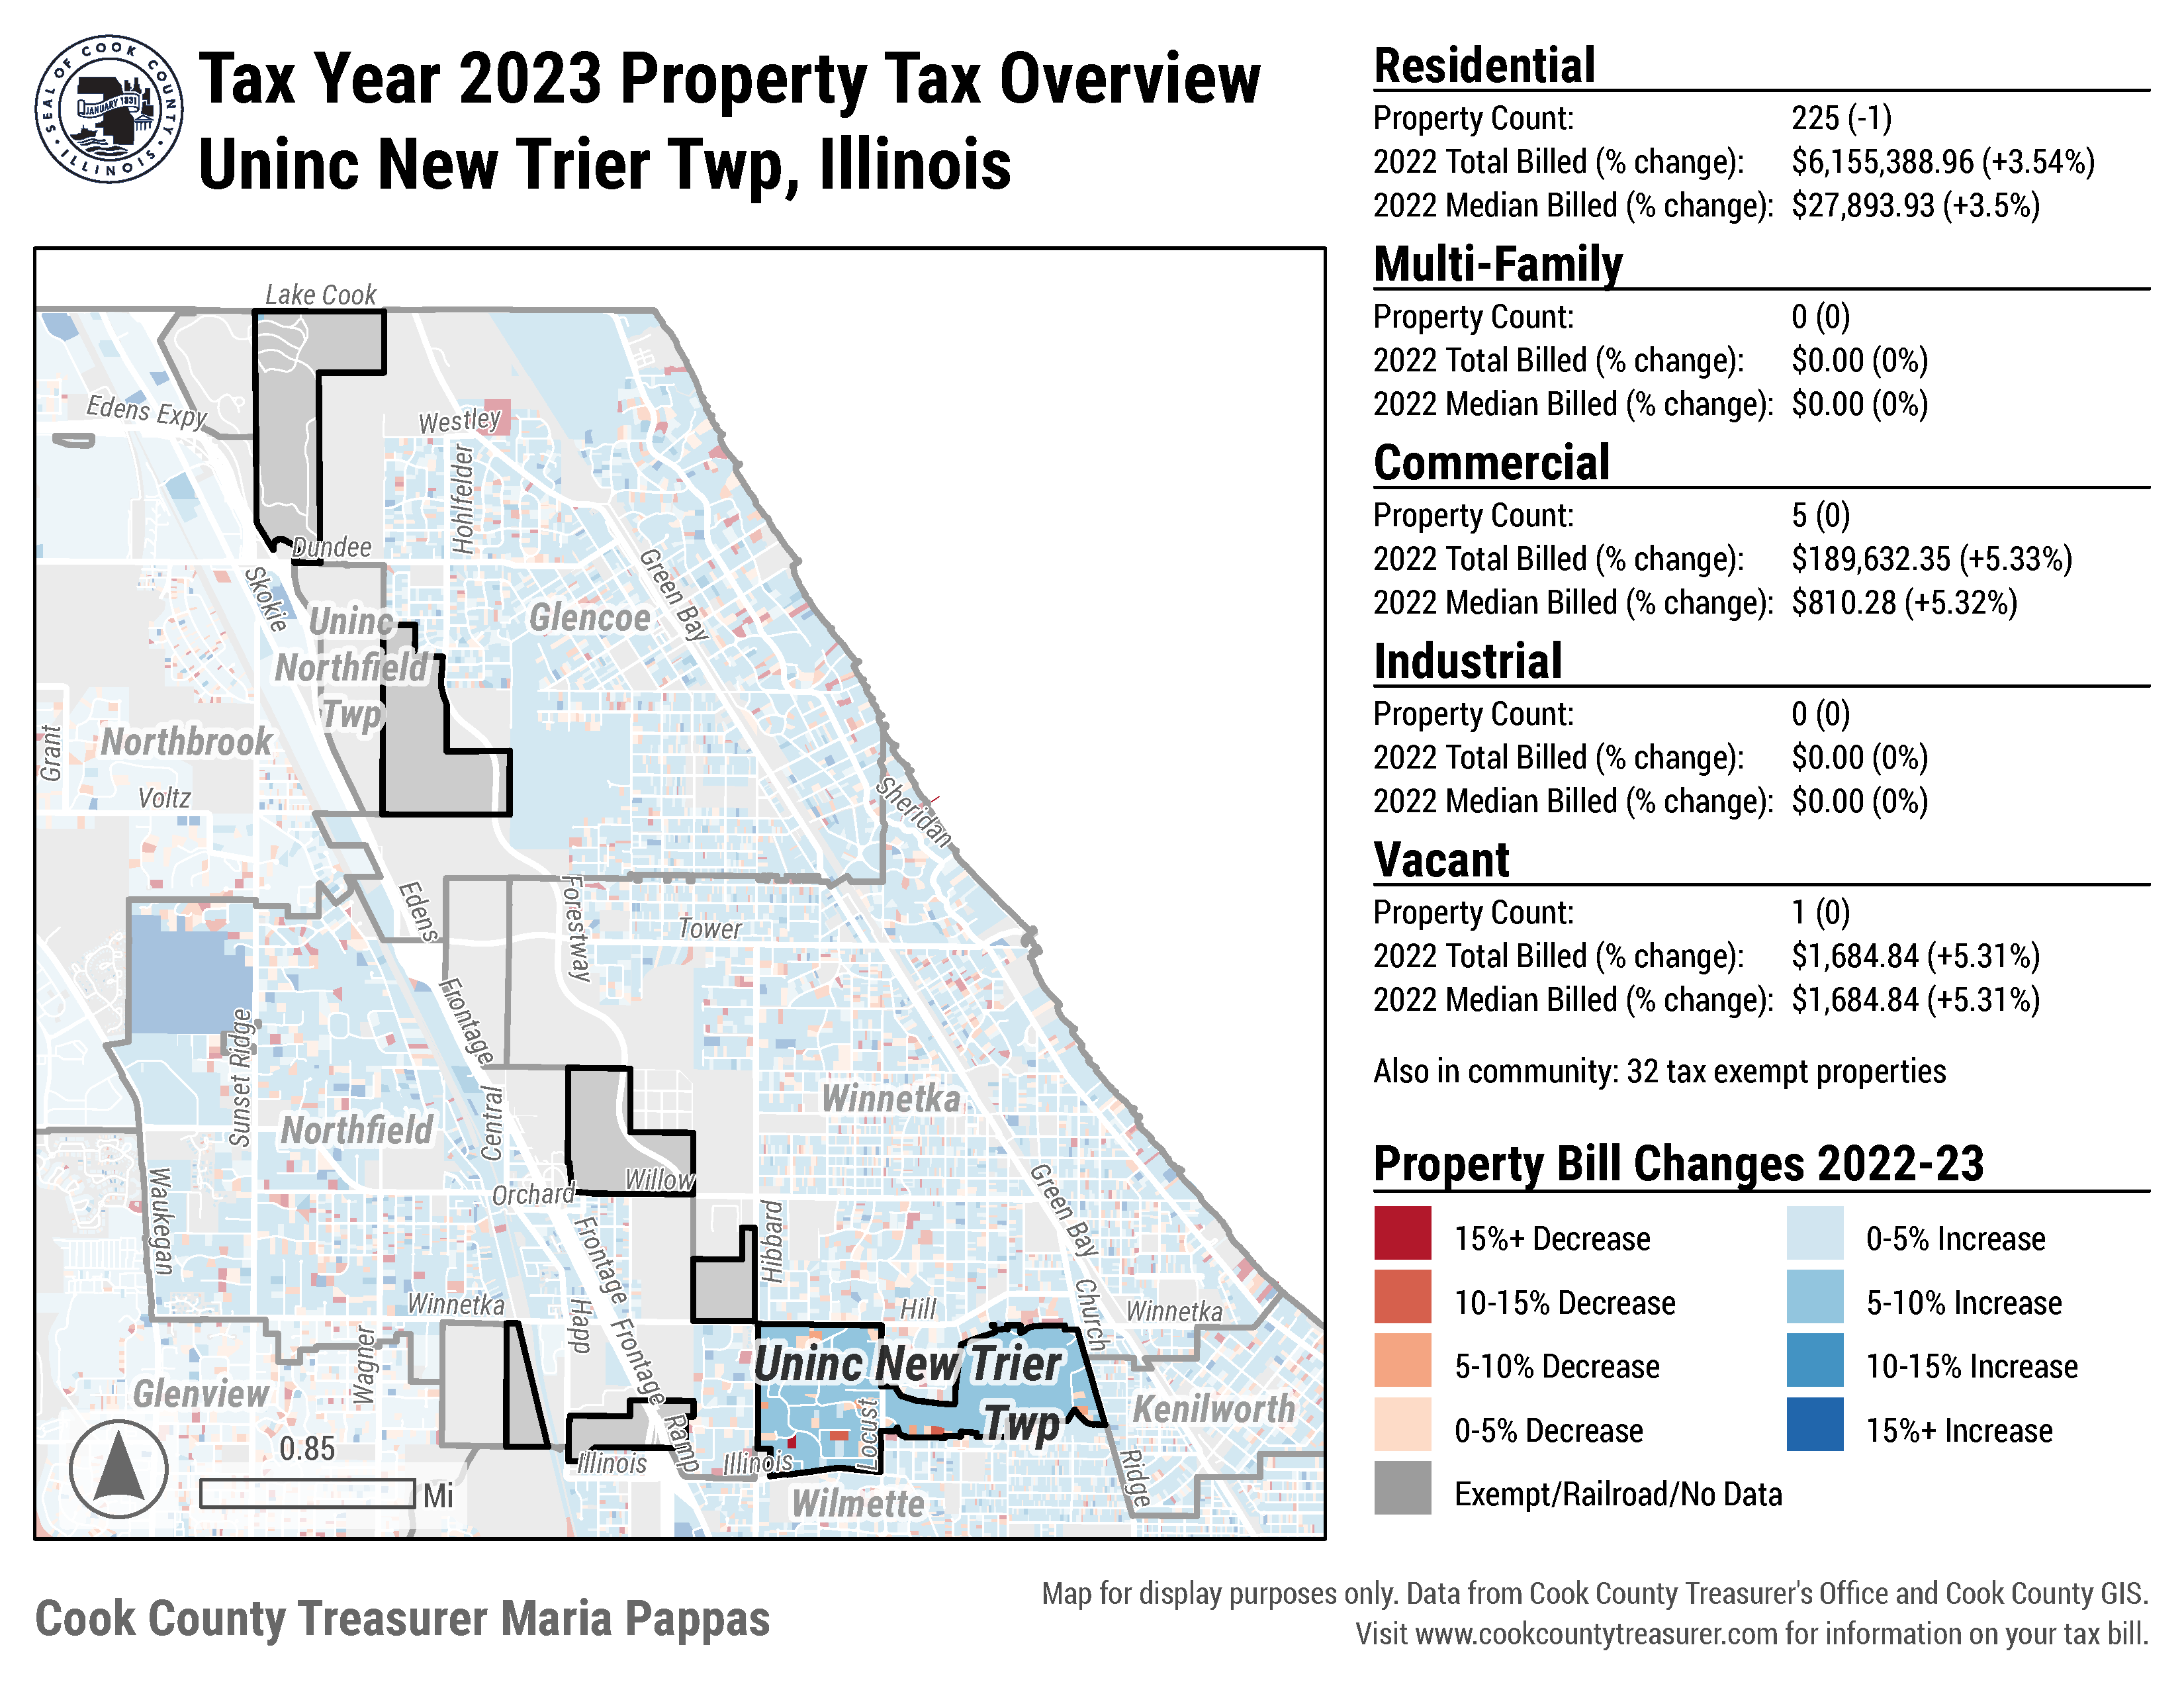 SEAL OF COOK COUNTY
ILLINOIS
JANUARY 1831
Tax Year 2023 Property Tax Overview
Uninc New Trier Twp, Illinois
Lake Cook
Edens Expy
Westley
Hohlfelder
Dundee
Skokie
Green Bay
Uninc
Northfield
Twp
Glencoe
Northbrook
Grant
Voltz
Sheridan
Edens
Forestway
Tower
Frontage
Sunset Ridge
Central
Winnetka
Northfield
Willow
Orchard
Waukegan
Green Bay
Hibbard
Frontage
Winnetka
Happ
Hill
Church
Winnetka
Wagner
Frontage
Uninc New Trier
Twp
Glenview
Kenilworth
Locust
Ramp
Illinois
Illinois
Ridge
Wilmette
0.85
Mi
Residential
Property Count: 225 (-1)
2022 Total Billed (% change): $6,155,388.96 (+3.54%)
2022 Median Billed (% change): $27,893.93 (+3.5%)
Multi-Family
Property Count: 0 (0)
2022 Total Billed (% change): $0.00 (0%)
2022 Median Billed (% change): $0.00 (0%)
Commercial
Property Count: 5 (0)
2022 Total Billed (% change): $189,632.35 (+5.33%)
2022 Median Billed (% change): $810.28 (+5.32%)
Industrial
Property Count: 0 (0)
2022 Total Billed (% change): $0.00 (0%)
2022 Median Billed (% change): $0.00 (0%)
Vacant
Property Count: 1 (0)
2022 Total Billed (% change): $1,684.84 (+5.31%)
2022 Median Billed (% change): $1,684.84 (+5.31%)
Also in community: 32 tax exempt properties
Property Bill Changes 2022-23
15%+ Decrease
10-15% Decrease
5-10% Decrease
0-5% Decrease
Exempt/Railroad/No Data
0-5% Increase
5-10% Increase
10-15% Increase
15%+ Increase
Cook County Treasurer Maria Pappas
Map for display purposes only. Data from Cook County Treasurer's Office and Cook County GIS.
Visit www.cookcountytreasurer.com for information on your tax bill.